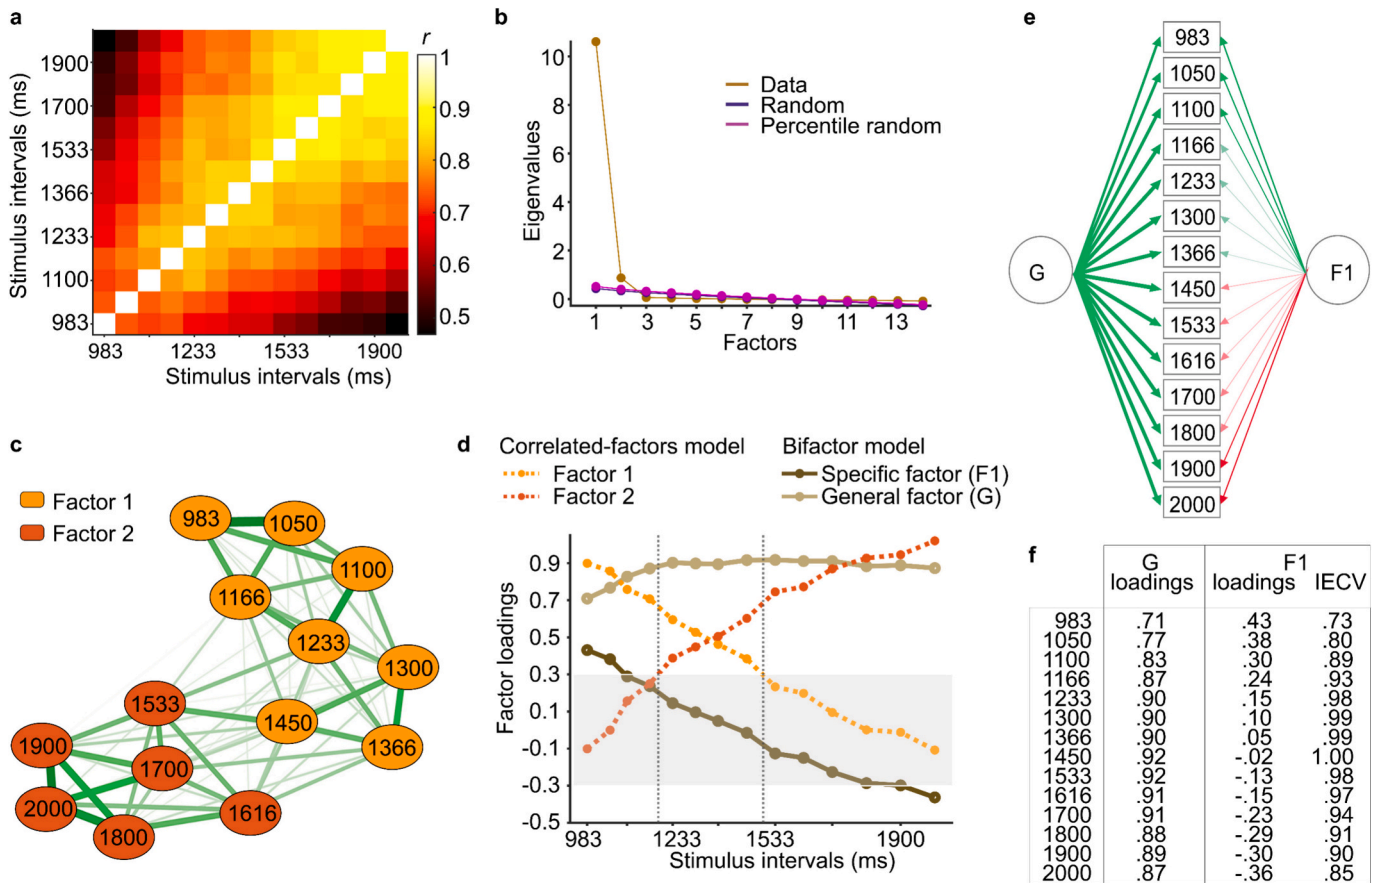 a
r
1
0.9
0.8
0.7
0.6
0.5
Stimulus intervals (ms)
1900
1700
1533
1366
1233
1100
983
983 1233 1533 1900
Stimulus intervals (ms)
b
Eigenvalues
10
8
6
4
2
0
Data
Random
Percentile random
1 3 5 7 9 11 13
Factors
c
Factor 1
Factor 2
983
1050
1100
1166
1233
1300
1533
1450
1366
1900
1700
2000
1616
1800
d
Correlated-factors model
Factor 1
Factor 2
Bifactor model
Specific factor (F1)
General factor (G)
Factor loadings
0.9
0.7
0.5
0.3
0.1
-0.1
-0.3
-0.5
983 1233 1533 1900
Stimulus intervals (ms)
e
983
1050
1100
1166
1233
1300
1366
1450
1533
1616
1700
1800
1900
2000
G
F1
f
G F1
loadings loadings IECV
983 .71 .43 .73
1050 .77 .38 .80
1100 .83 .30 .89
1166 .87 .24 .93
1233 .90 .15 .98
1300 .90 .10 .99
1366 .90 .05 .99
1450 .92 -.02 1.00
1533 .92 -.13 .98
1616 .91 -.15 .97
1700 .91 -.23 .94
1800 .88 -.29 .91
1900 .89 -.30 .90
2000 .87 -.36 .85